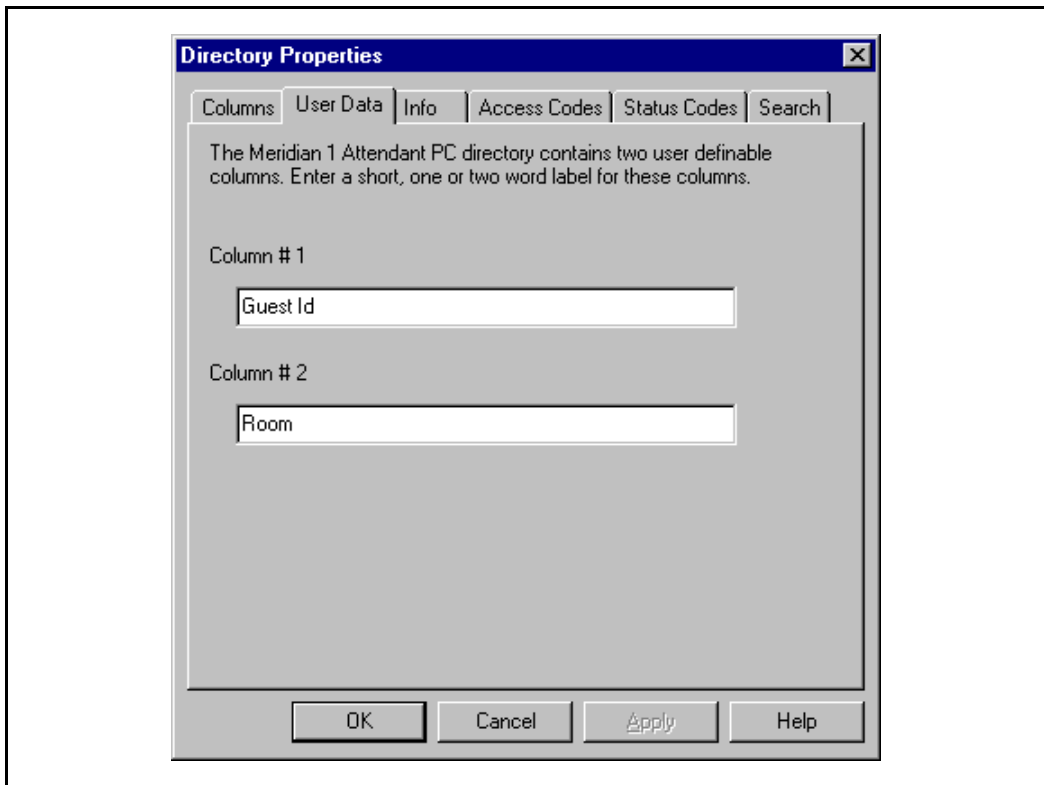 Directory Properties
Columns User Data Info Access Codes Status Codes Search
The Meridian 1 Attendant PC directory contains two user definable
columns. Enter a short, one or two word label for these columns.
Column # 1
Guest Id
Column # 2
Room
OK Cancel Apply Help